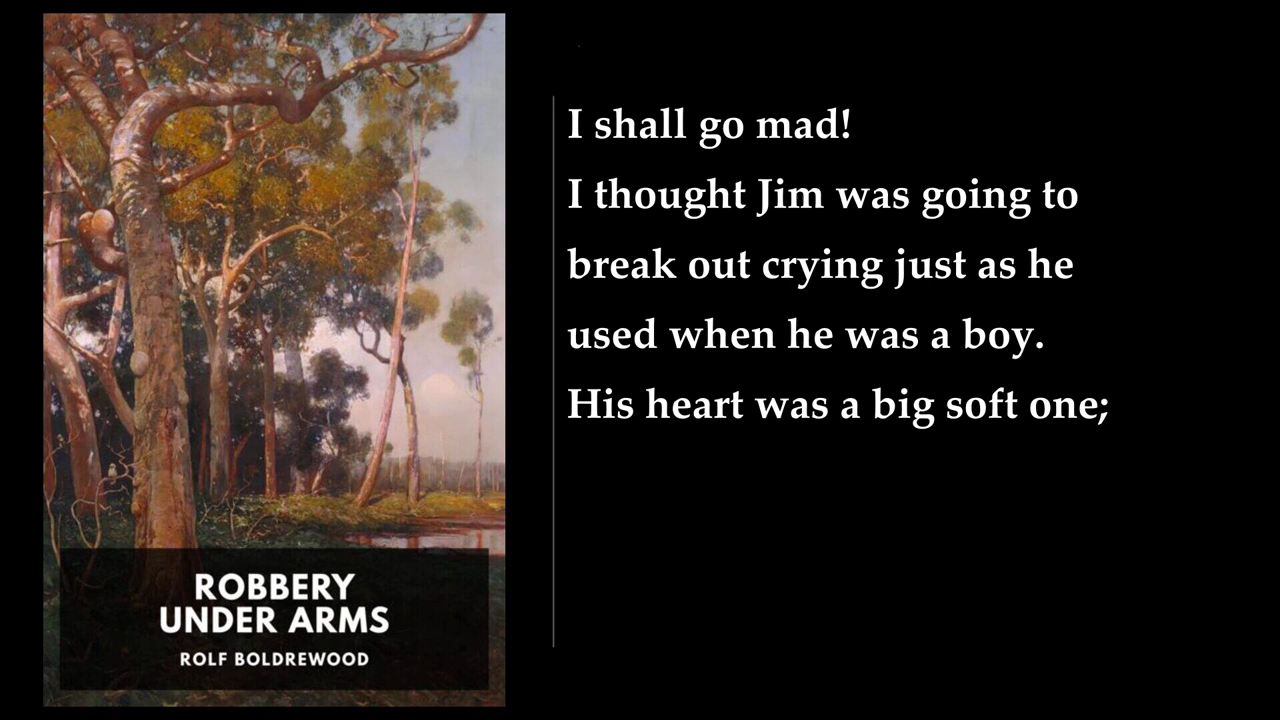 I shall go mad!
I thought Jim was going to
break out crying just as he
used when he was a boy.
His heart was a big soft one;
ROBBERY
UNDER ARMS
ROLF BOLDREWOOD